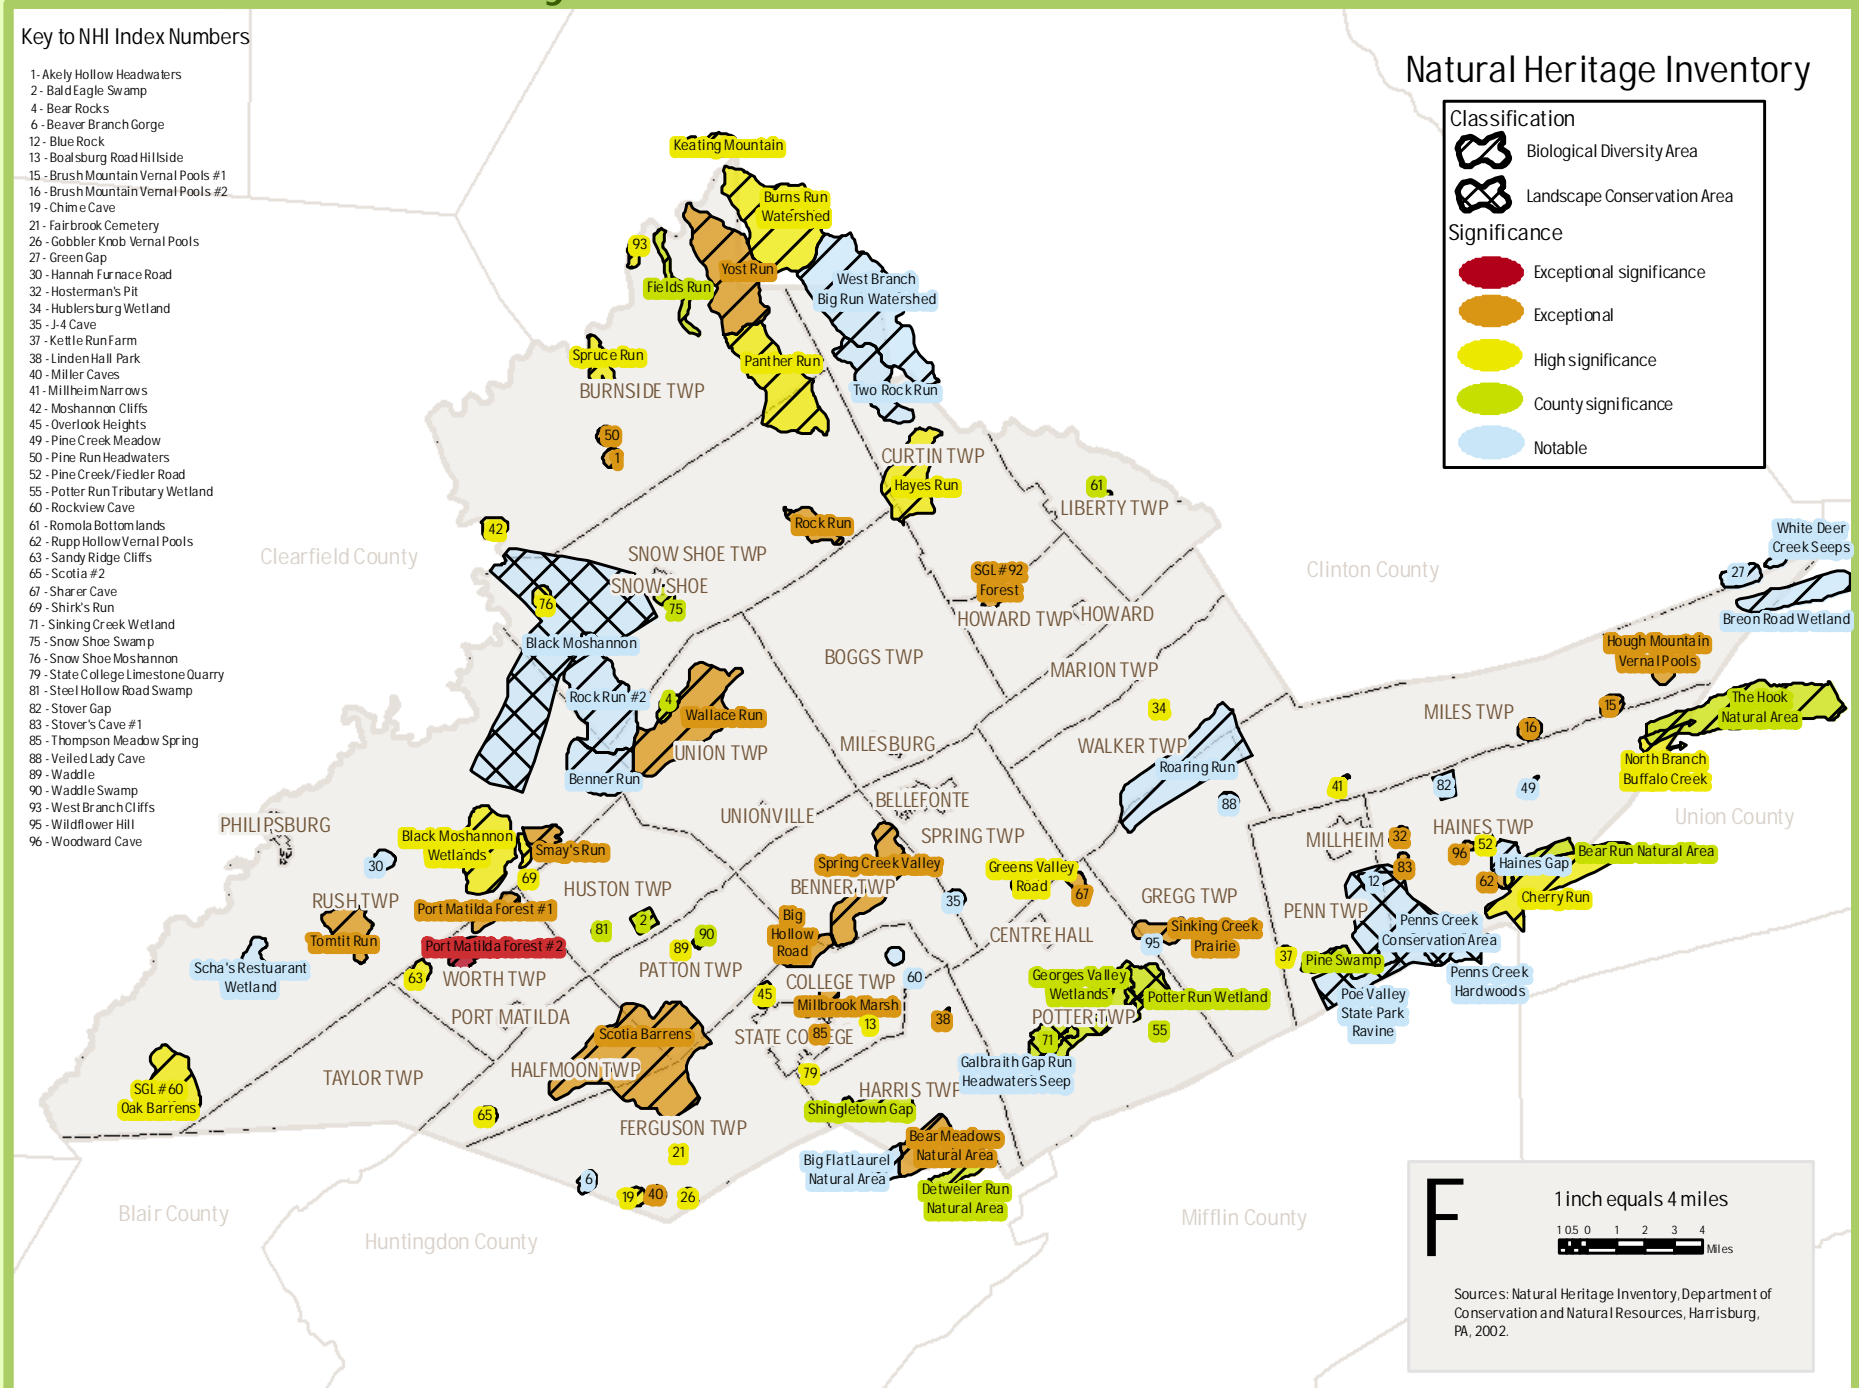 Key to NHI Index Numbers
1- Akely Hollow Headwaters
2 - Bald Eagle Swamp
4 - Bear Rocks
6 - Beaver Branch Gorge
12 - Blue Rock
13 - Boalsburg Road Hillside
15 - Brush Mountain Vernal Pools #1
16 - Brush Mountain Vernal Pools #2
19 - Chime Cave
21 - Fairbrook Cemetery
26 - Gobbler Knob Vernal Pools
27 - Green Gap
30 - Hannah Furnace Road
32 - Hosterman's Pit
34 - Hublersburg Wetland
35 - J-4 Cave
37 - Kettle Run Farm
38 - Linden Hall Park
40 - Miller Caves
41 - Millheim Narrows
42 - Moshannon Cliffs
45 - Overlook Heights
49 - Pine Creek Meadow
50 - Pine Run Headwaters
52 - Pine Creek/Fiedler Road
55 - Potter Run Tributary Wetland
60 - Rockview Cave
61 - Romola Bottomlands
62 - Rupp Hollow Vernal Pools
63 - Sandy Ridge Cliffs
65 - Scotia #2
67 - Sharer Cave
69 - Shirk's Run
71 - Sinking Creek Wetland
75 - Snow Shoe Swamp
76 - Snow Shoe Moshannon
79 - State College Limestone Quarry
81 - Steel Hollow Road Swamp
82 - Stover Gap
83 - Stover's Cave #1
85 - Thompson Meadow Spring
88 - Veiled Lady Cave
89 - Waddle
90 - Waddle Swamp
93 - West Branch Cliffs
95 - Wildflower Hill
96 - Woodward Cave
Natural Heritage Inventory
Classification
Biological Diversity Area
Landscape Conservation Area
Significance
Exceptional significance
Exceptional
High significance
County significance
Notable
Keating Mountain
Burns Run
Watershed
93
Yost Run
Fields Run
West Branch
Big Run Watershed
Spruce Run
Panther Run
BURNSIDE TWP
Two Rock Run
50
1
CURTIN TWP
Hayes Run
61
LIBERTY TWP
42
Rock Run
Clearfield County
SNOW SHOE TWP
SNOW SHOE
SGL #92
Forest
Clinton County
White Deer
Creek Seeps
27
76
75
HOWARD TWP
HOWARD
Breon Road Wetland
Black Moshannon
BOGGS TWP
MARION TWP
Hough Mountain
Vernal Pools
Rock Run #2
4
Wallace Run
34
MILES TWP
15
16
The Hook
Natural Area
UNION TWP
MILESBURG
WALKER TWP
Roaring Run
North Branch
Buffalo Creek
Benner Run
41
82
49
88
BELLEFONTE
UNIONVILLE
Union County
PHILIPSBURG
Black Moshannon
Wetlands
Smay's Run
SPRING TWP
MILLHEIM
32
HAINES TWP
52
96
Bear Run Natural Area
30
69
Spring Creek Valley
Greens Valley
Road
83
Haines Gap
HUSTON TWP
BENNER TWP
67
GREGG TWP
12
62
Cherry Run
RUSH TWP
Port Matilda Forest #1
35
PENN TWP
Big
Hollow
Road
81
2
90
89
CENTRE HALL
Sinking Creek
Prairie
95
Penns Creek
Conservation Area
Tomtit Run
Port Matilda Forest #2
37
Pine Swamp
Scha's Restuarant
Wetland
63
WORTH TWP
PATTON TWP
60
Georges Valley
Wetlands
Potter Run Wetland
Penns Creek
Hardwoods
COLLEGE TWP
45
Millbrook Marsh
Poe Valley
State Park
Ravine
PORT MATILDA
POTTER TWP
55
Scotia Barrens
STATE COLLEGE
85
13
38
71
HALFMOON TWP
Galbraith Gap Run
Headwaters Seep
TAYLOR TWP
79
HARRIS TWP
SGL #60
Oak Barrens
65
Shingletown Gap
FERGUSON TWP
21
Bear Meadows
Natural Area
Big Flat Laurel
Natural Area
6
19
40
26
Detweiler Run
Natural Area
Blair County
Huntingdon County
Mifflin County
F
1 inch equals 4 miles
1 0.5 0 1 2 3 4
Miles
Sources: Natural Heritage Inventory, Department of
Conservation and Natural Resources, Harrisburg,
PA, 2002.